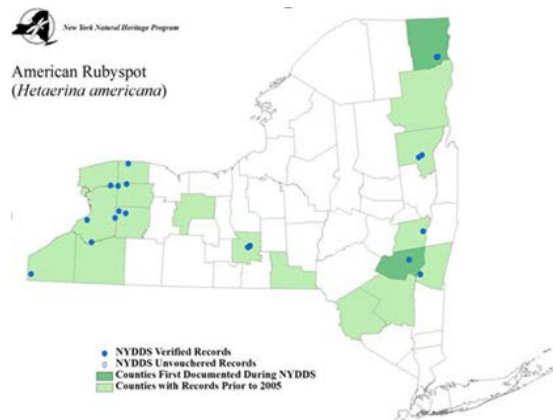 New York Natural Heritage Program
American Rubyspot
(Hetaerina americana)
NYDDS Verified Records
NYDDS Unvouchered Records
Counties First Documented During NYDDS
Counties with Records Prior to 2005